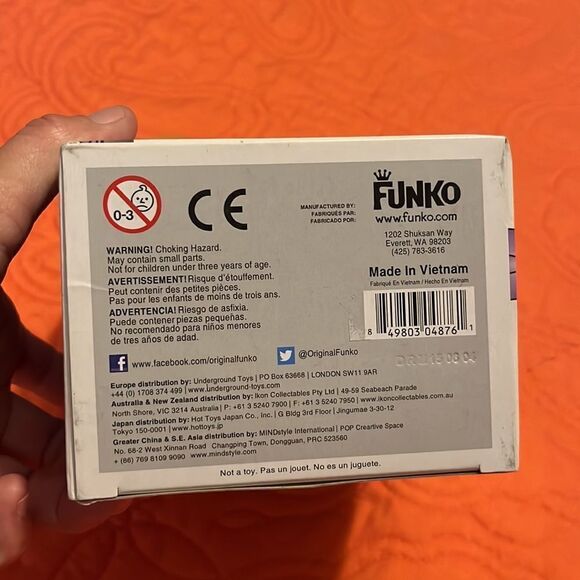 0-3
CE
MANUFACTURED BY:
FABRIQUÉS PAR:
FABRICADO POR:
FUNKO
www.funko.com
1202 Shuksan Way
Everett, WA 98203
(425) 783-3616
Made In Vietnam
Fabriqué En Vietnam / Hecho En Vietnam
8 49803 04876 1
WARNING! Choking Hazard.
May contain small parts.
Not for children under three years of age.
AVERTISSEMENT! Risque d'étouffement.
Peut contenir des petites pièces.
Pas pour les enfants de moins de trois ans.
ADVERTENCIA! Riesgo de asfixia.
Puede contener piezas pequeñas.
No recomendado para niños menores
de tres años de edad.
f www.facebook.com/originalFunko @OriginalFunko
Europe distribution by: Underground Toys | PO Box 63668 | LONDON SW11 9AR
+44 (0) 1708 374 499 | www.underground-toys.com
Australia & New Zealand distribution by: Ikon Collectables Pty Ltd | 49-59 Seabeach Parade
North Shore, VIC 3214 Australia | P: +61 3 5240 7900 | F: +61 3 5240 7950 | www.ikoncollectables.com.au
Japan distribution by: Hot Toys Japan Co., Inc. | G Bldg 3rd Floor | Jingumae 3-30-12
Tokyo 150-0001 | www.hottoys.jp
Greater China & S.E. Asia distribution by: MINDstyle International | POP Creative Space
No. 68-2 West Xinnan Road Changping Town, Dongguan, PRC 523560
+ (66) 769 8109 9090 www.mindstyle.com
Not a toy. Pas un jouet. No es un juguete.